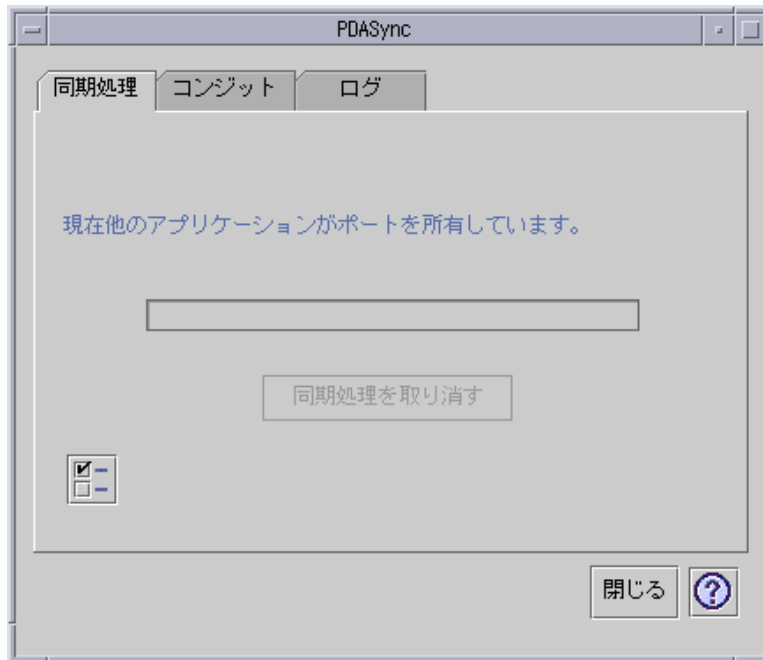 PDASync
同期処理
コンジット
ログ
現在他のアプリケーションがポートを所有しています。
同期処理を取り消す
閉じる
?